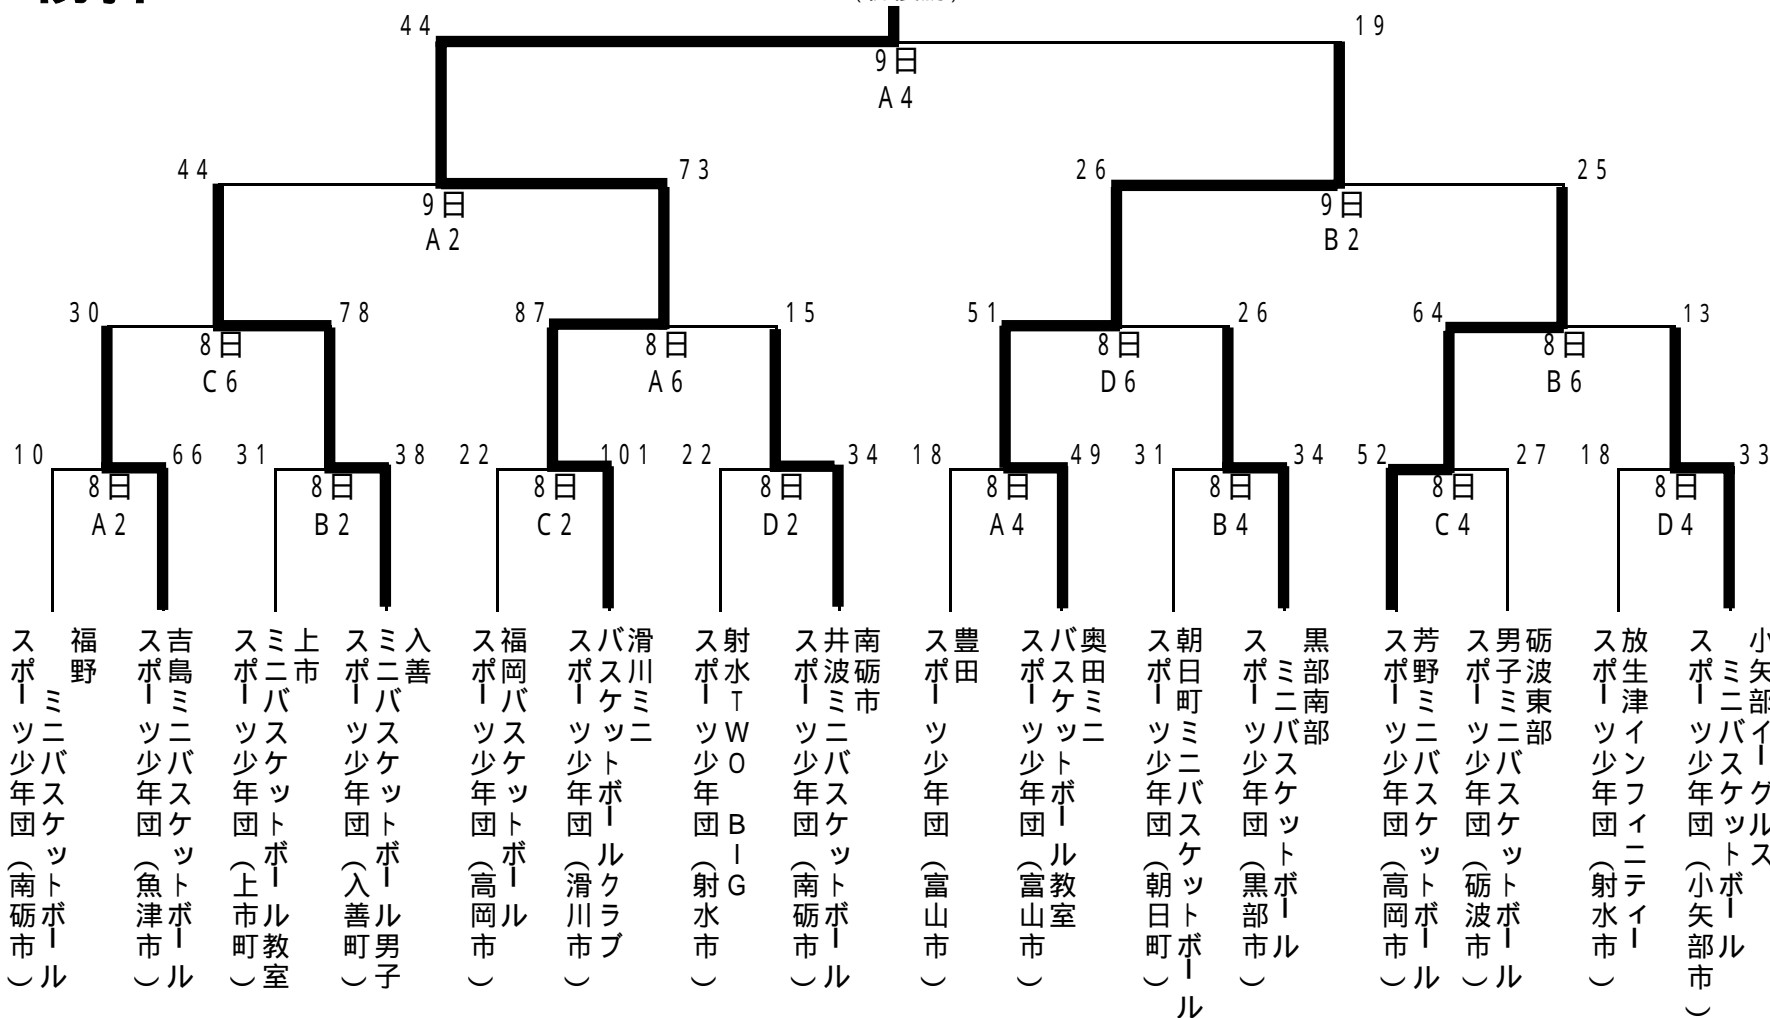 44
19
9日
A4
44
73
26
25
9日
A2
9日
B2
30
78
87
15
51
26
64
13
8日
C6
8日
A6
8日
D6
8日
B6
10
66
31
38
22
101
22
34
18
49
31
34
52
27
18
33
8日
A2
8日
B2
8日
C2
8日
D2
8日
A4
8日
B4
8日
C4
8日
D4
福野
ミニバスケットボール
スポーツ少年団(南砺市)
吉島ミニバスケットボール
スポーツ少年団(魚津市)
上市
ミニバスケットボール教室
スポーツ少年団(上市町)
入善
ミニバスケットボール男子
スポーツ少年団(入善町)
福岡バスケットボール
スポーツ少年団(高岡市)
滑川ミニ
バスケットボールクラブ
スポーツ少年団(滑川市)
射水TWO BIG
スポーツ少年団(射水市)
南砺市
井波ミニバスケットボール
スポーツ少年団(南砺市)
豊田
スポーツ少年団(富山市)
奥田ミニ
バスケットボール教室
スポーツ少年団(富山市)
朝日町ミニバスケットボール
スポーツ少年団(朝日町)
黒部南部
ミニバスケットボール
スポーツ少年団(黒部市)
芳野ミニバスケットボール
スポーツ少年団(高岡市)
砺波東部
男子ミニバスケットボール
スポーツ少年団(砺波市)
放生津インフィニティー
スポーツ少年団(射水市)
小矢部イーグルス
ミニバスケットボール
スポーツ少年団(小矢部市)